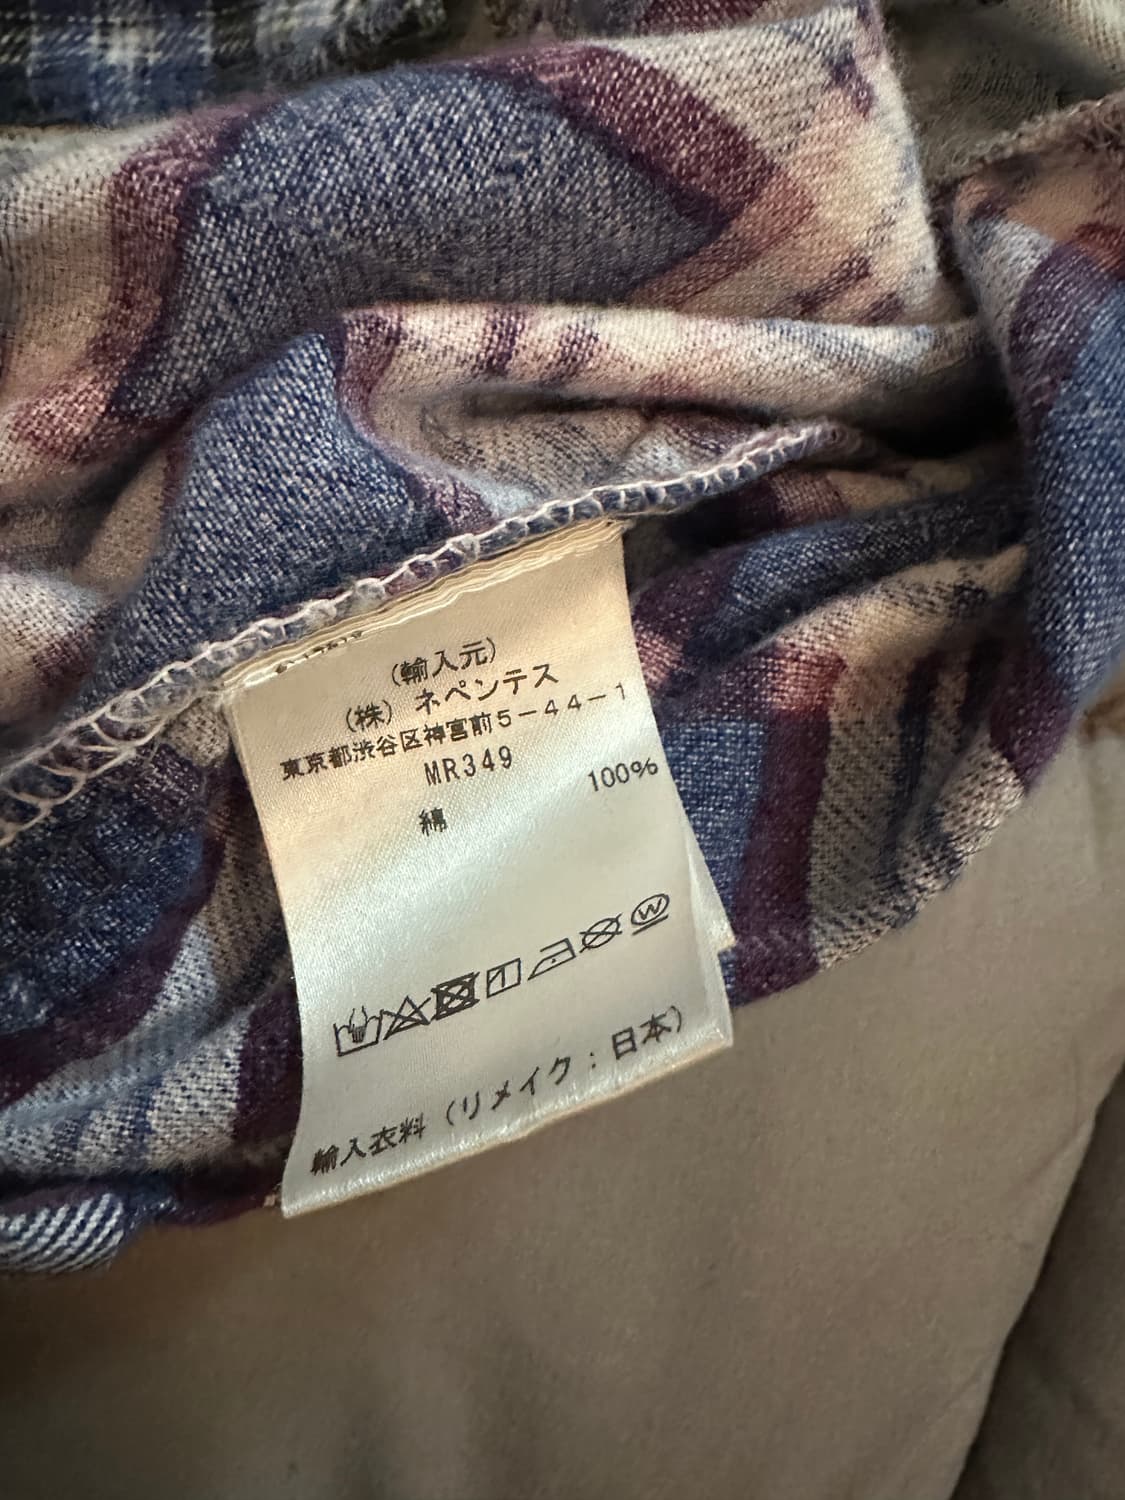 (輸入元)
(株) ネペンテス
東京都渋谷区神宮前5-44-1
MR349
綿 100%
W
輸入衣料 (リメイク:日本)